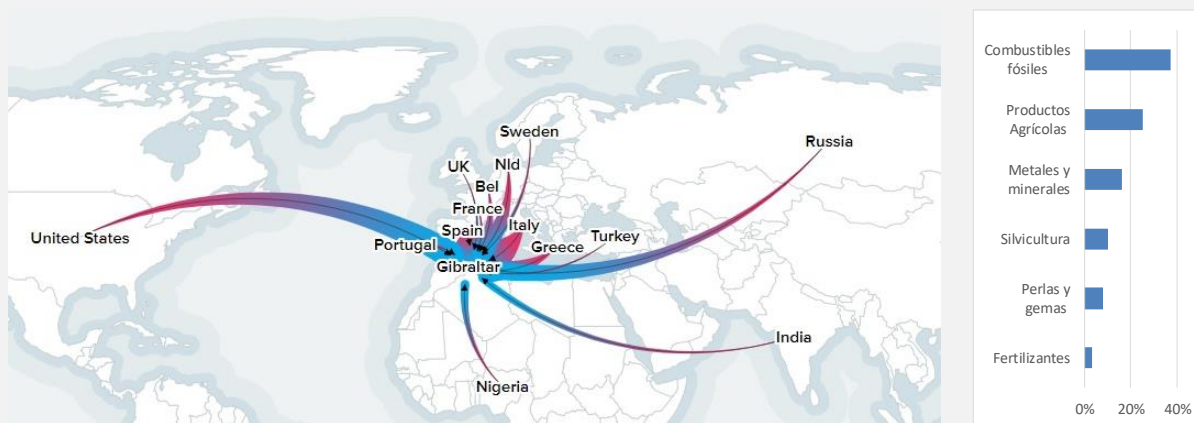 Sweden
Russia
UK
Nld
Bel
France
Spain
Italy
United States
Portugal
Greece
Turkey
Gibraltar
India
Nigeria
Combustibles
fósiles
Productos
Agrícolas
Metales y
minerales
Silvicultura
Perlas y
gemas
Fertilizantes
0% 20% 40%